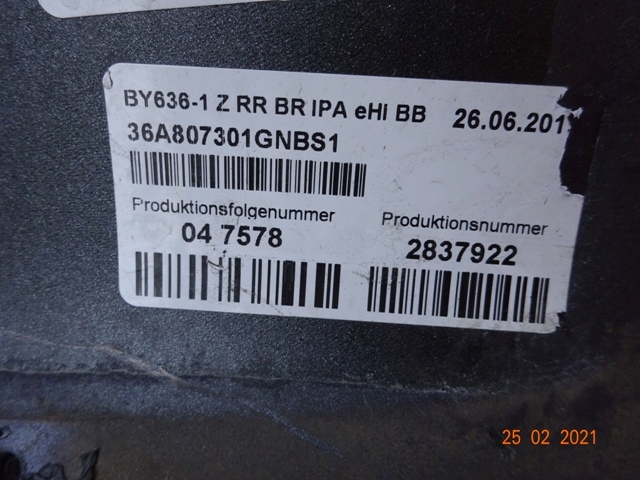 BY636-1 Z RR BR IPA eHI BB 26.06.201
36A807301GNBS1
Produktionsfolgenummer Produktionsnummer
04 7578 2837922
25 02 2021